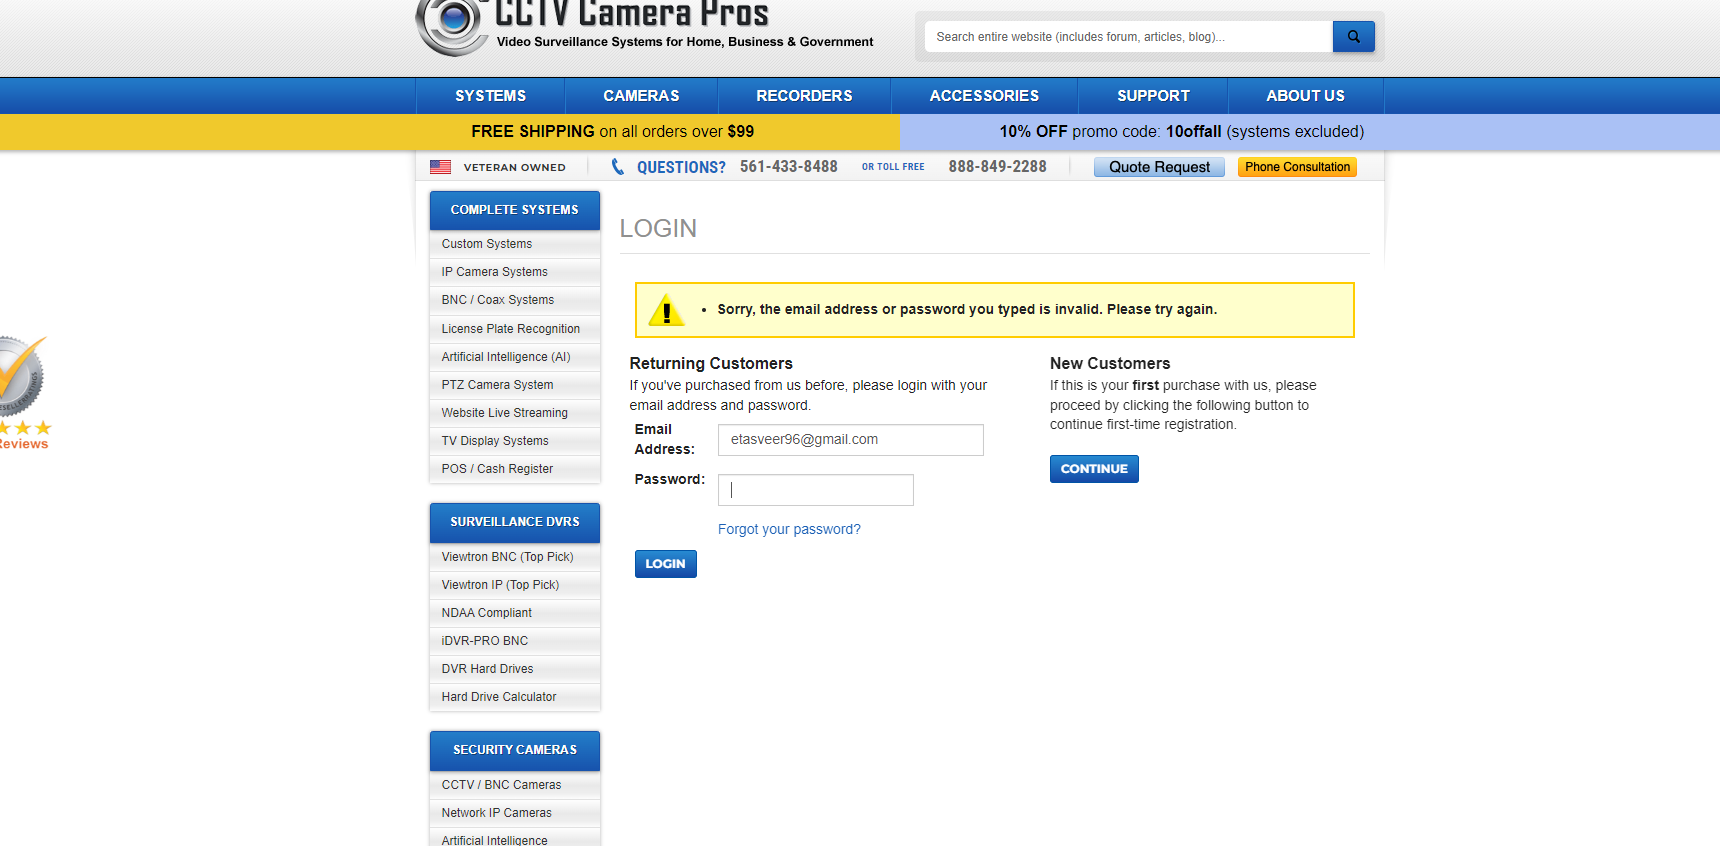 CCTV Camera Pros
Video Surveillance Systems for Home, Business & Government
Search entire website (includes forum, articles, blog)...
SYSTEMS
CAMERAS
RECORDERS
ACCESSORIES
SUPPORT
ABOUT US
FREE SHIPPING on all orders over $99
10% OFF promo code: 10offall (systems excluded)
VETERAN OWNED
QUESTIONS? 561-433-8488 OR TOLL FREE 888-849-2288
Quote Request
Phone Consultation
COMPLETE SYSTEMS
Custom Systems
IP Camera Systems
BNC / Coax Systems
License Plate Recognition
Artificial Intelligence (AI)
PTZ Camera System
Website Live Streaming
TV Display Systems
POS / Cash Register
SURVEILLANCE DVRS
Viewtron BNC (Top Pick)
Viewtron IP (Top Pick)
NDAA Compliant
iDVR-PRO BNC
DVR Hard Drives
Hard Drive Calculator
SECURITY CAMERAS
CCTV / BNC Cameras
Network IP Cameras
Artificial Intelligence
LOGIN
Sorry, the email address or password you typed is invalid. Please try again.
Returning Customers
If you've purchased from us before, please login with your
email address and password.
Email
Address:
etasveer96@gmail.com
Password:
Forgot your password?
LOGIN
New Customers
If this is your first purchase with us, please
proceed by clicking the following button to
continue first-time registration.
CONTINUE
Reviews